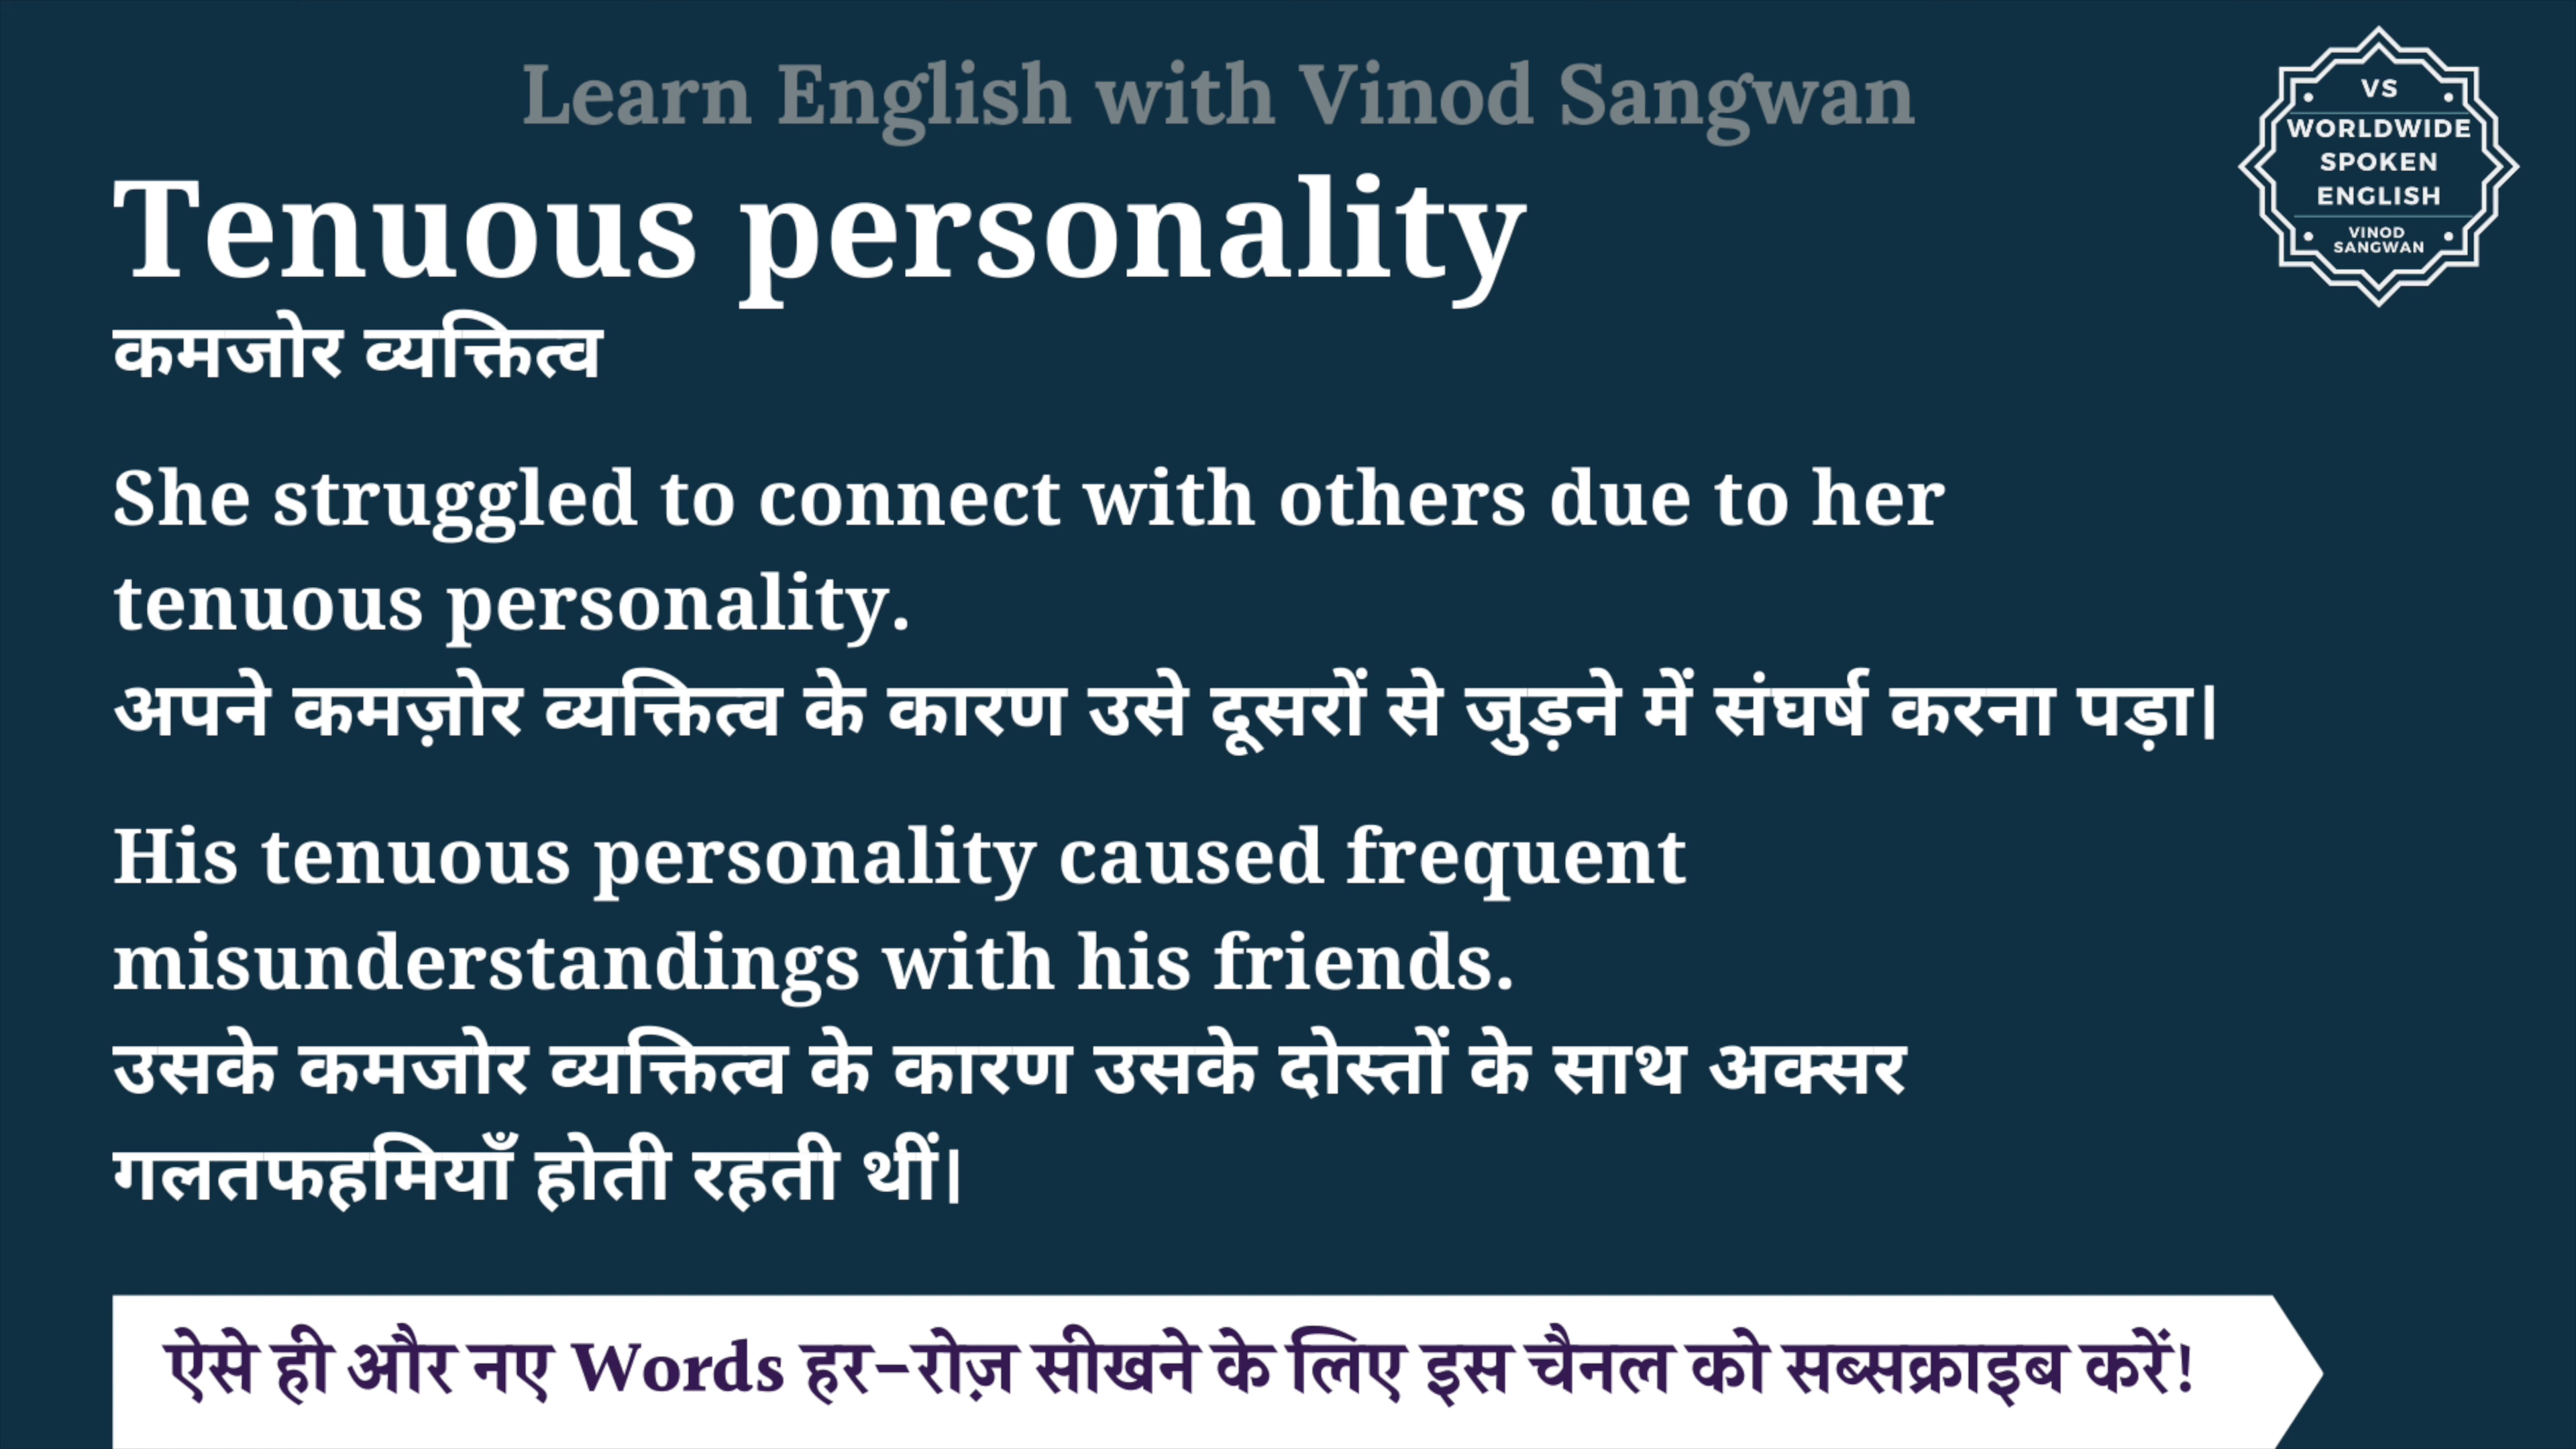 Learn English with Vinod Sangwan
VS
WORLDWIDE
SPOKEN
ENGLISH
VINOD
SANGWAN
Tenuous personality
कमजोर व्यक्तित्व
She struggled to connect with others due to her
tenuous personality.
अपने कमज़ोर व्यक्तित्व के कारण उसे दूसरों से जुड़ने में संघर्ष करना पड़ा।
His tenuous personality caused frequent
misunderstandings with his friends.
उसके कमजोर व्यक्तित्व के कारण उसके दोस्तों के साथ अक्सर
गलतफहमियाँ होती रहती थीं।
ऐसे ही और नए Words हर-रोज़ सीखने के लिए इस चैनल को सब्सक्राइब करें!